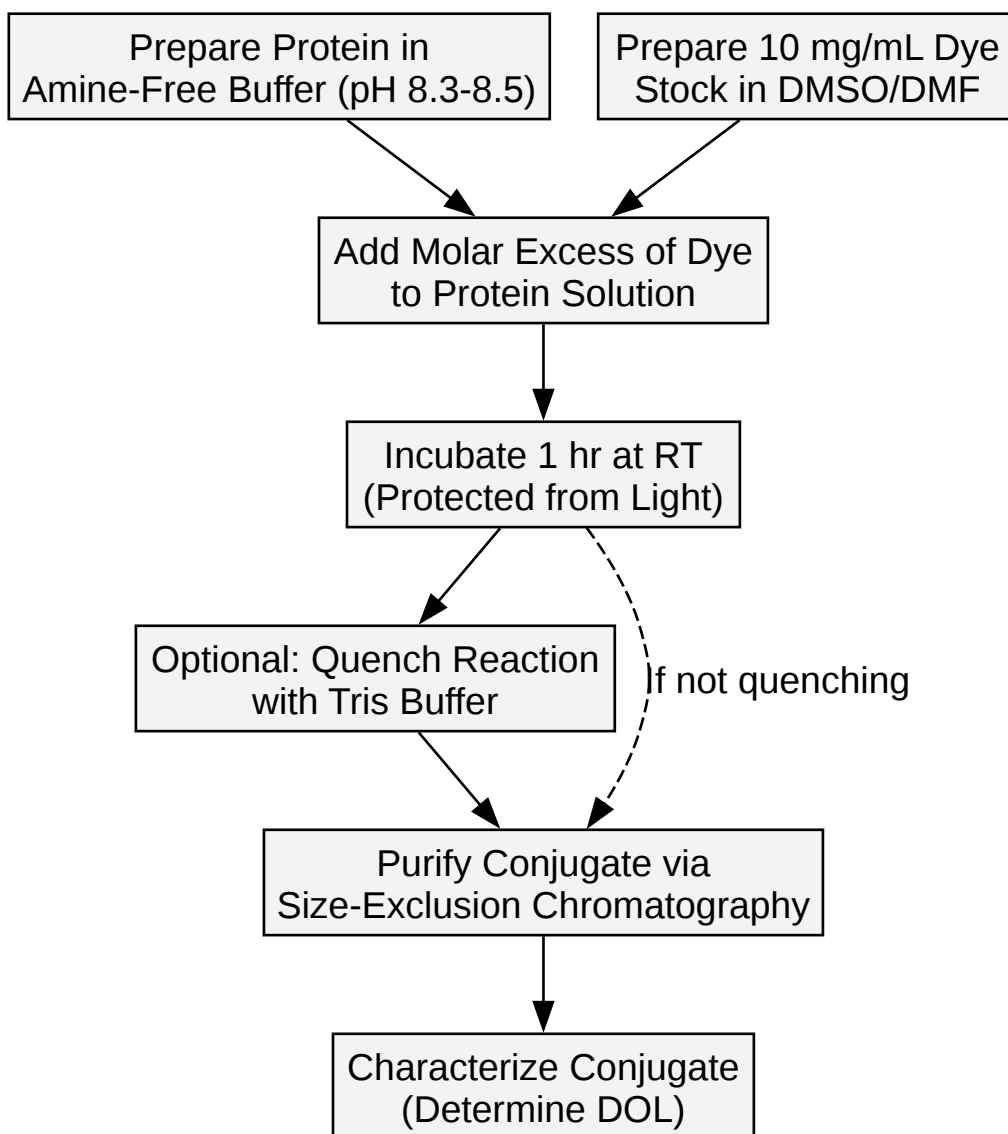 Prepare Protein in
Amine-Free Buffer (pH 8.3-8.5)
Prepare 10 mg/mL Dye
Stock in DMSO/DMF
Add Molar Excess of Dye
to Protein Solution
Incubate 1 hr at RT
(Protected from Light)
Optional: Quench Reaction
with Tris Buffer
If not quenching
Purify Conjugate via
Size-Exclusion Chromatography
Characterize Conjugate
(Determine DOL)